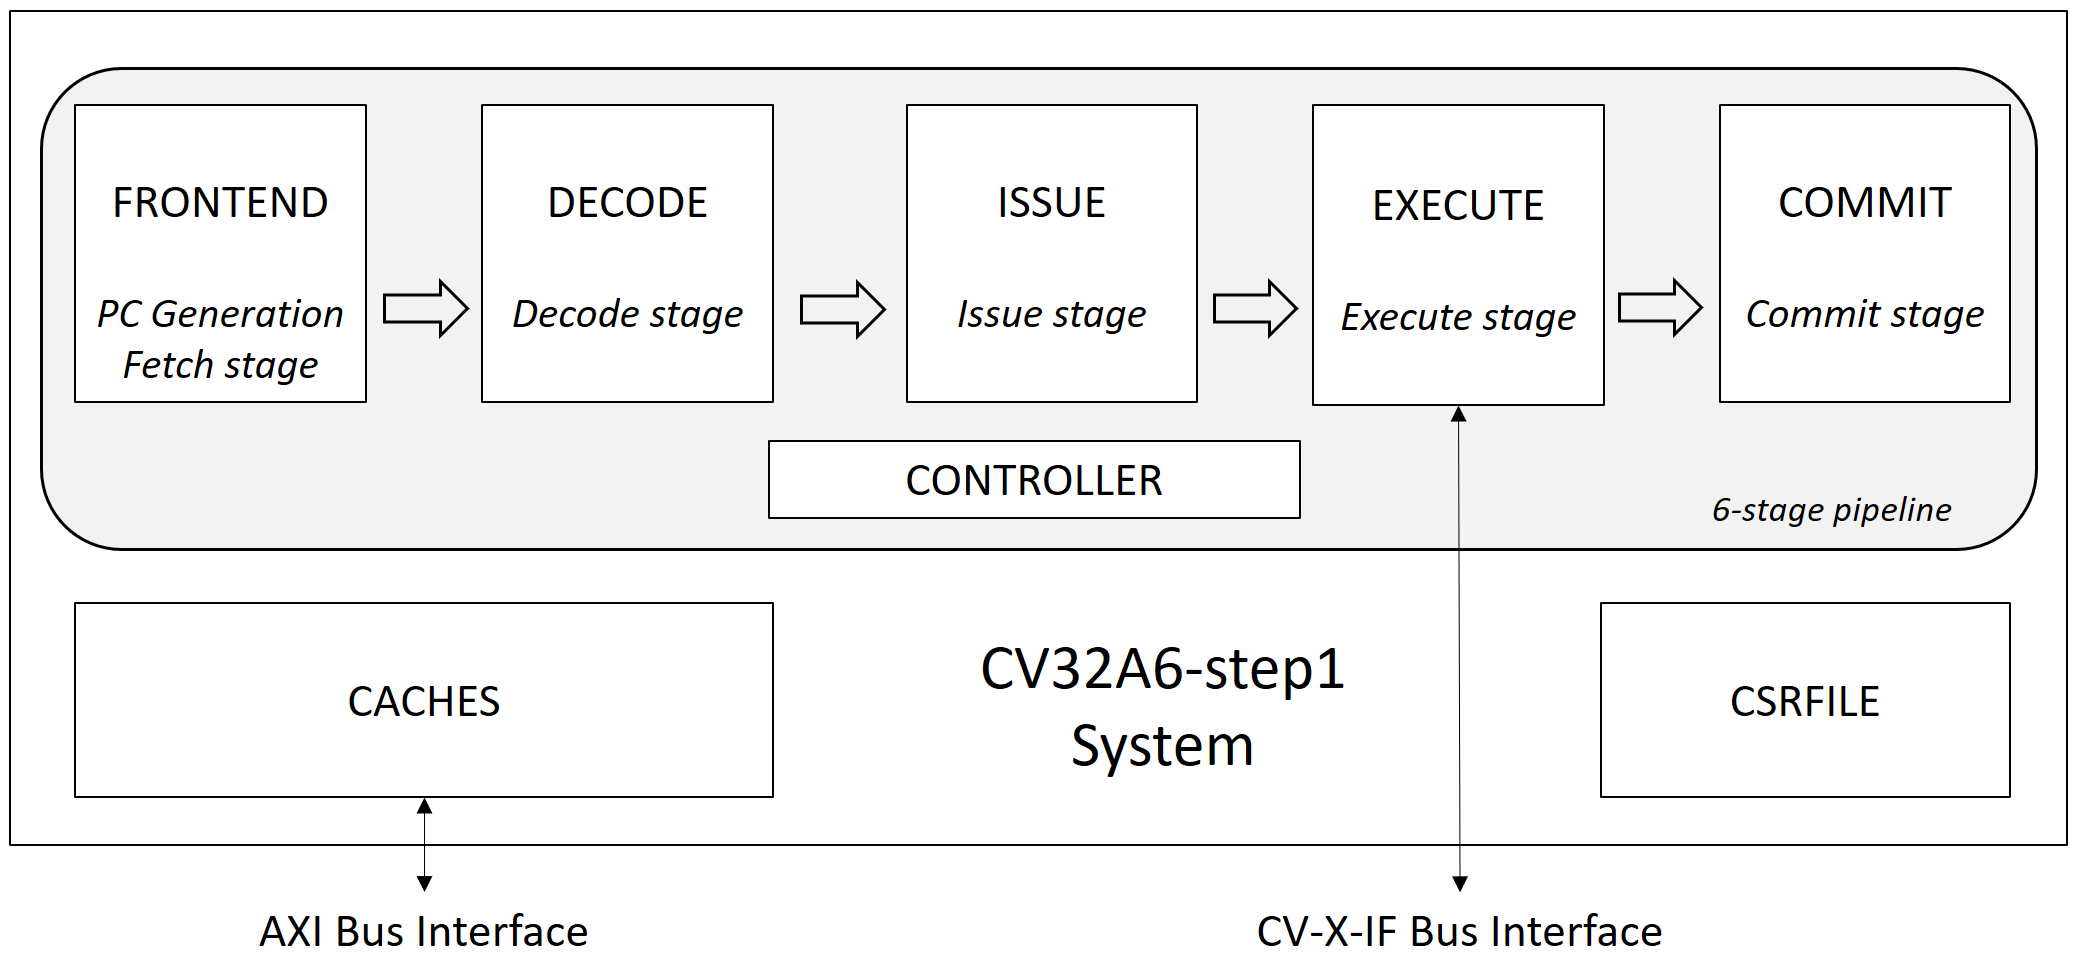 FRONTEND
PC Generation
Fetch stage
DECODE
Decode stage
ISSUE
Issue stage
EXECUTE
Execute stage
COMMIT
Commit stage
CONTROLLER
6-stage pipeline
CACHES
CV32A6-step1
System
CSRFILE
AXI Bus Interface
CV-X-IF Bus Interface